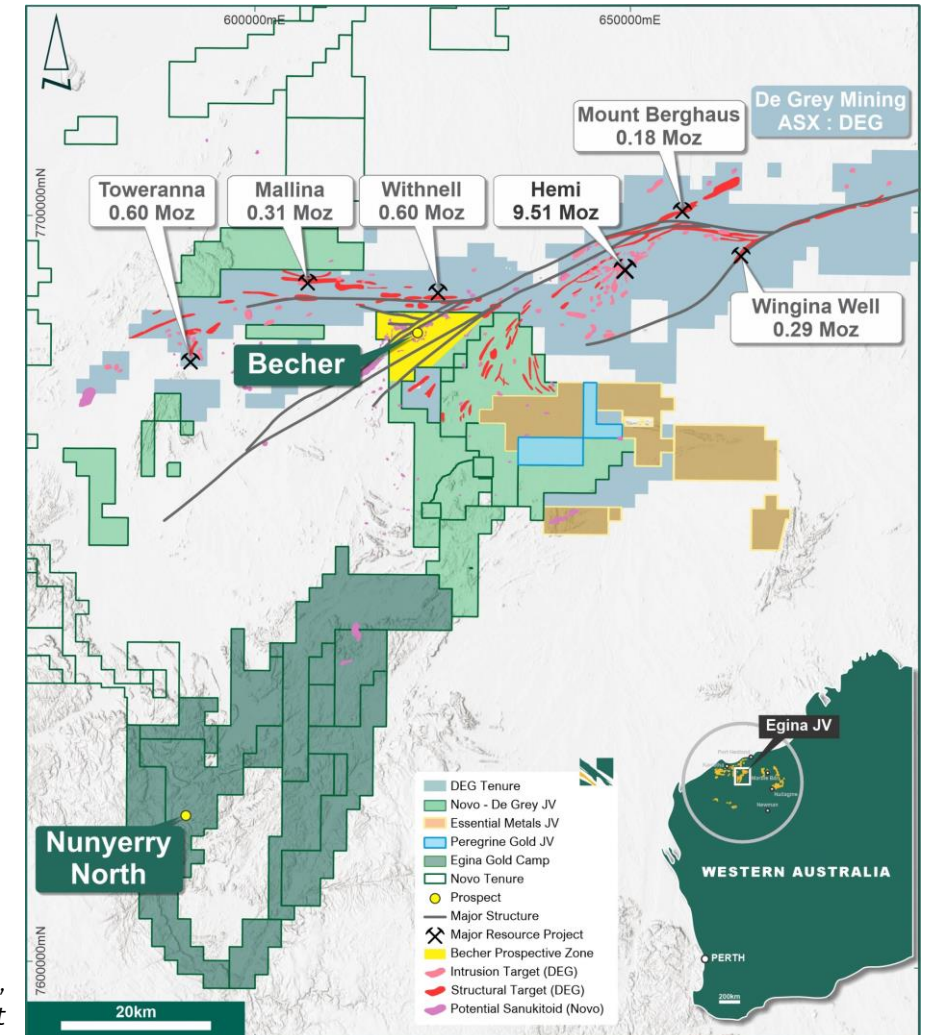 600000mE
650000mE
N
De Grey Mining
ASX : DEG
Mount Berghaus
0.18 Moz
7700000mN
Toweranna
0.60 Moz
Mallina
0.31 Moz
Withnell
0.60 Moz
Hemi
9.51 Moz
Wingina Well
0.29 Moz
Becher
Egina JV
Newman
WESTERN AUSTRALIA
PERTH
200km
Nunyerry
North
DEG Tenure
Novo - De Grey JV
Essential Metals JV
Peregrine Gold JV
Egina Gold Camp
Novo Tenure
Prospect
Major Structure
Major Resource Project
Becher Prospective Zone
Intrusion Target (DEG)
Structural Target (DEG)
Potential Sanukitoid (Novo)
7600000mN
20km
,
t